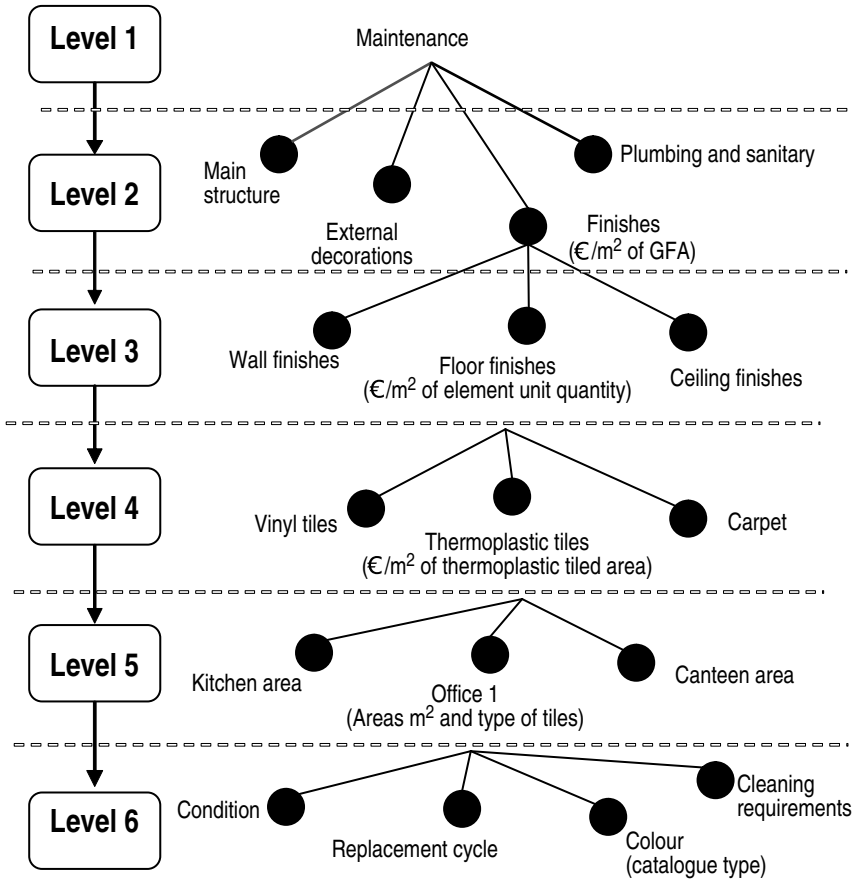 Level 1
Maintenance
Level 2
Main
structure
External
decorations
Finishes
(€/m² of GFA)
Plumbing and sanitary
Level 3
Wall finishes
Floor finishes
(€/m² of element unit quantity)
Ceiling finishes
Level 4
Vinyl tiles
Thermoplastic tiles
(€/m² of thermoplastic tiled area)
Carpet
Level 5
Kitchen area
Office 1
(Areas m² and type of tiles)
Canteen area
Level 6
Condition
Replacement cycle
Colour
(catalogue type)
Cleaning
requirements